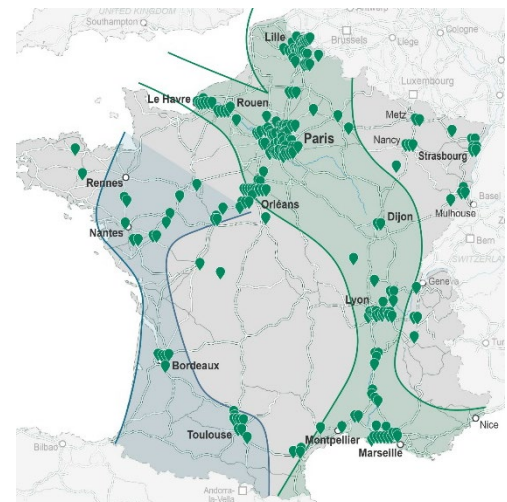 UNITED KINGDOM
Southampton
Antwerp
Lille
Brussels
Cologne
Liège
Le Havre
Rouen
Luxembourg
Metz
Paris
Nancy
Strasbourg
Rennes
Orléans
Mulhouse
Basel
Nantes
Dijon
Bern
SWITZERLAND
Geneva
Lyon
Bordeaux
Toulouse
Montpellier
Marseille
Nice
Bilbao
Andorra-
la-Vella